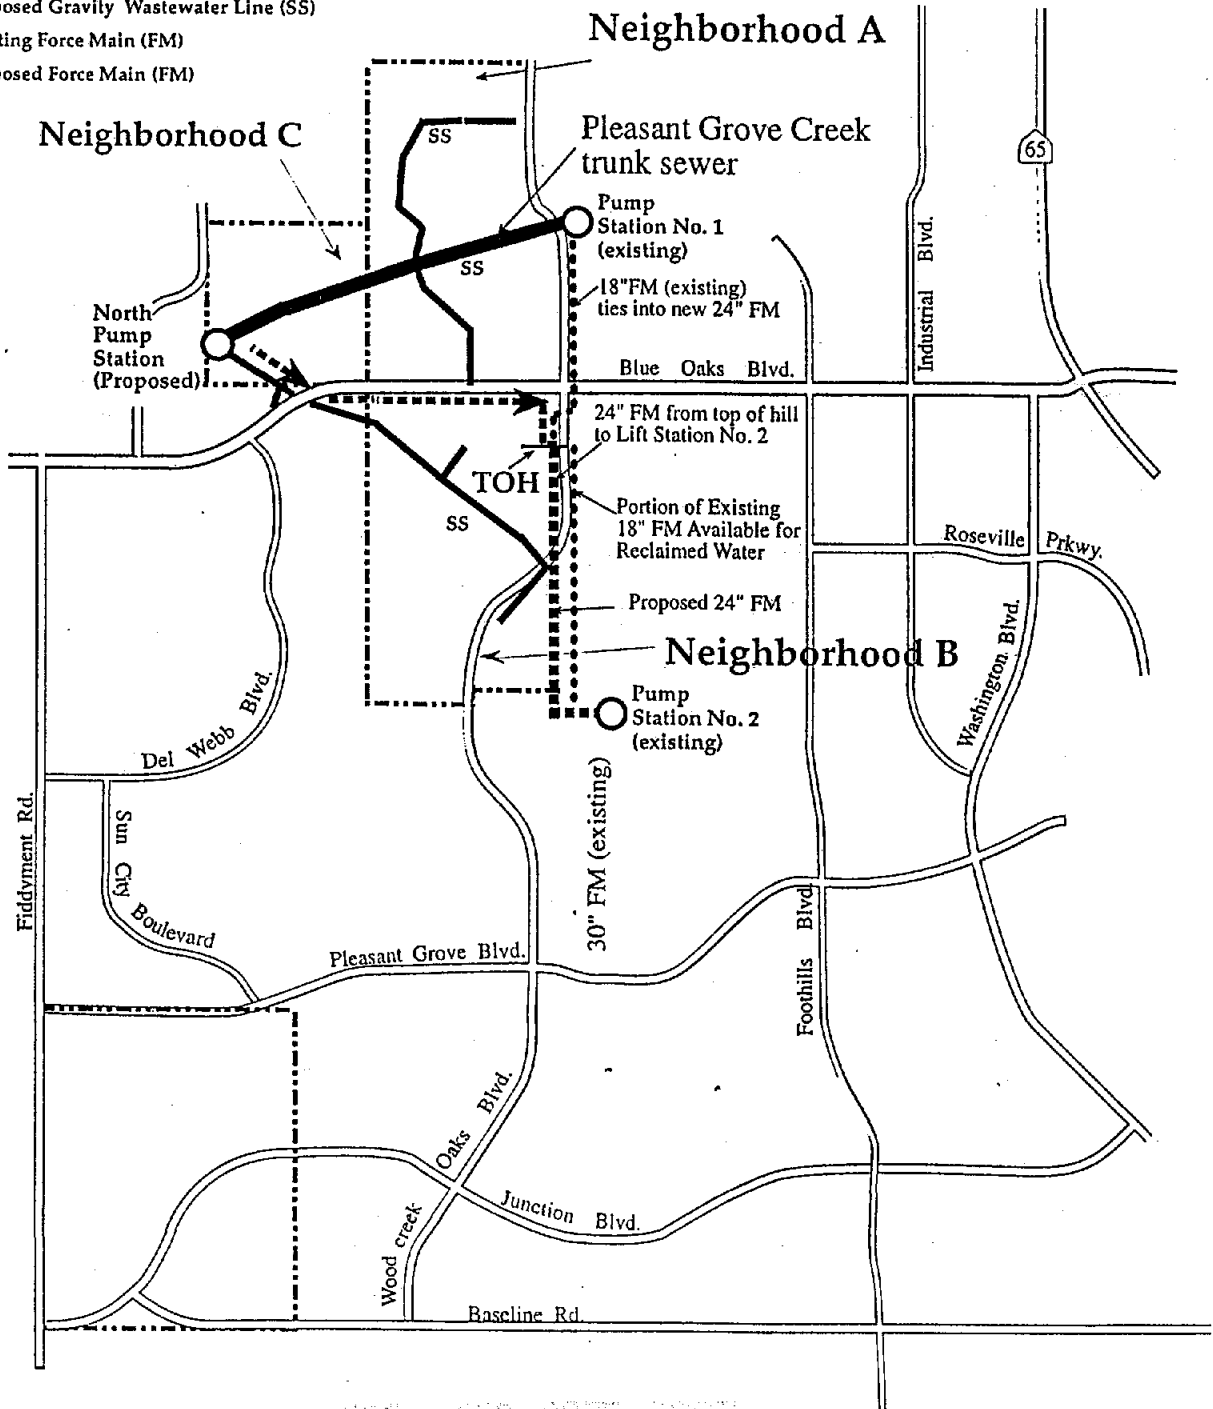 osed Gravity Wastewater Line (SS)
ting Force Main (FM)
osed Force Main (FM)
Neighborhood A
Neighborhood C
SS
Pleasant Grove Creek
trunk sewer
65
Pump
Station No. 1
(existing)
SS
18"FM (existing)
ties into new 24" FM
Industrial Blvd.
North
Pump
Station
(Proposed)
Blue Oaks Blvd.
24" FM from top of hill
to Lift Station No. 2
TOH
SS
Portion of Existing
18" FM Available for
Reclaimed Water
Roseville Prkwy.
Proposed 24" FM
Neighborhood B
Washington Blvd.
Pump
Station No. 2
(existing)
Del Webb Blvd.
30" FM (existing)
Fiddyment Rd.
Sun City Boulevard
Pleasant Grove Blvd.
Foothills Blvd.
Wood creek Oaks Blvd.
Junction Blvd.
Baseline Rd.